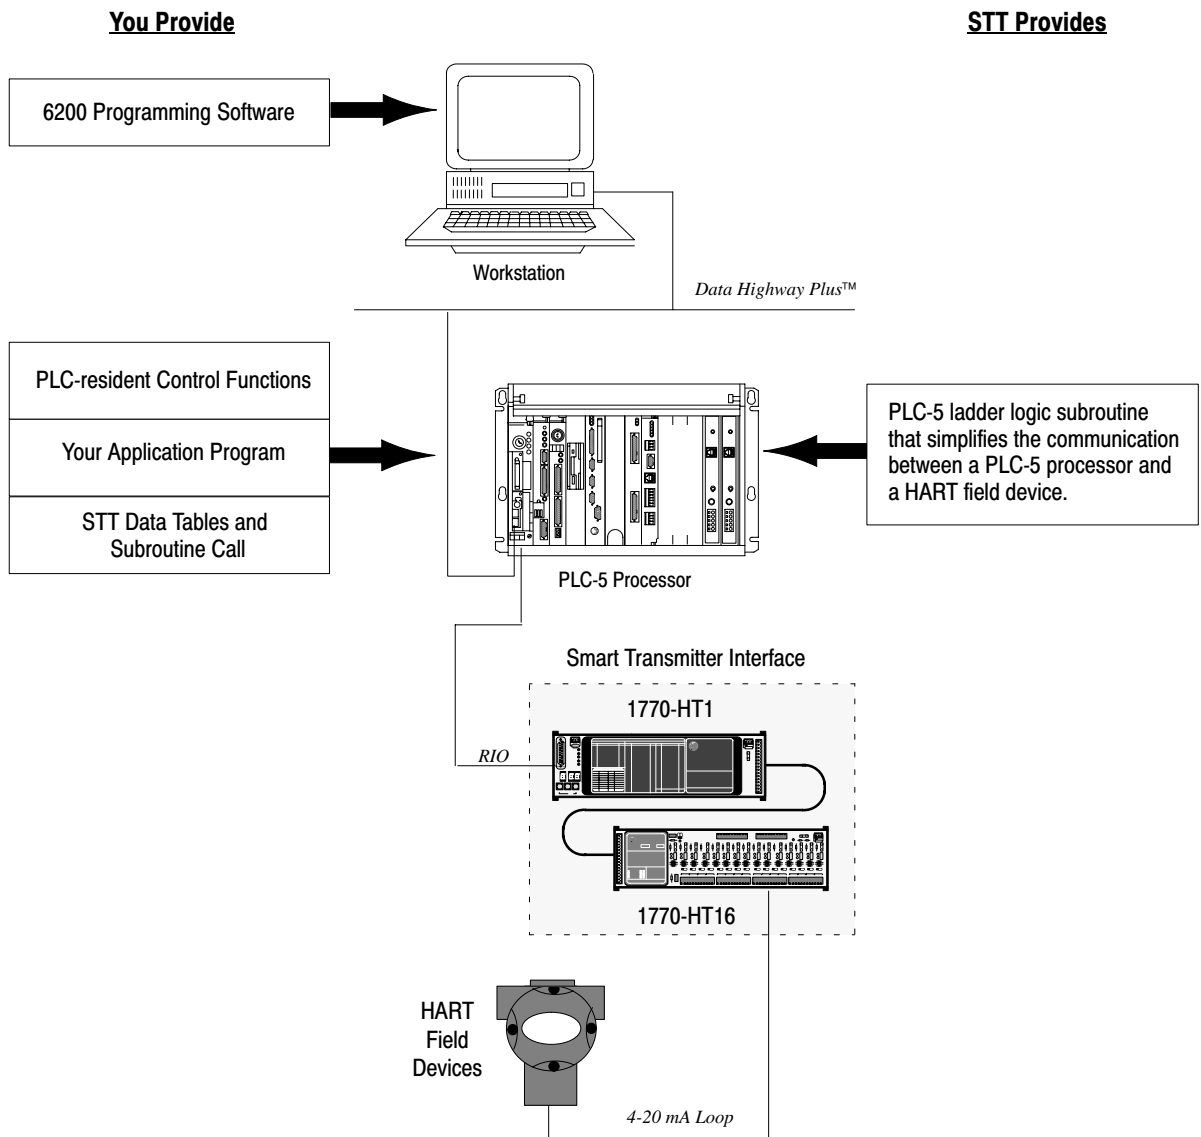 You Provide
STT Provides
6200 Programming Software
Workstation
Data Highway Plus™
PLC-resident Control Functions
Your Application Program
STT Data Tables and
Subroutine Call
PLC-5 ladder logic subroutine
that simplifies the communication
between a PLC-5 processor and
a HART field device.
PLC-5 Processor
Smart Transmitter Interface
1770-HT1
RIO
1770-HT16
HART
Field
Devices
4-20 mA Loop